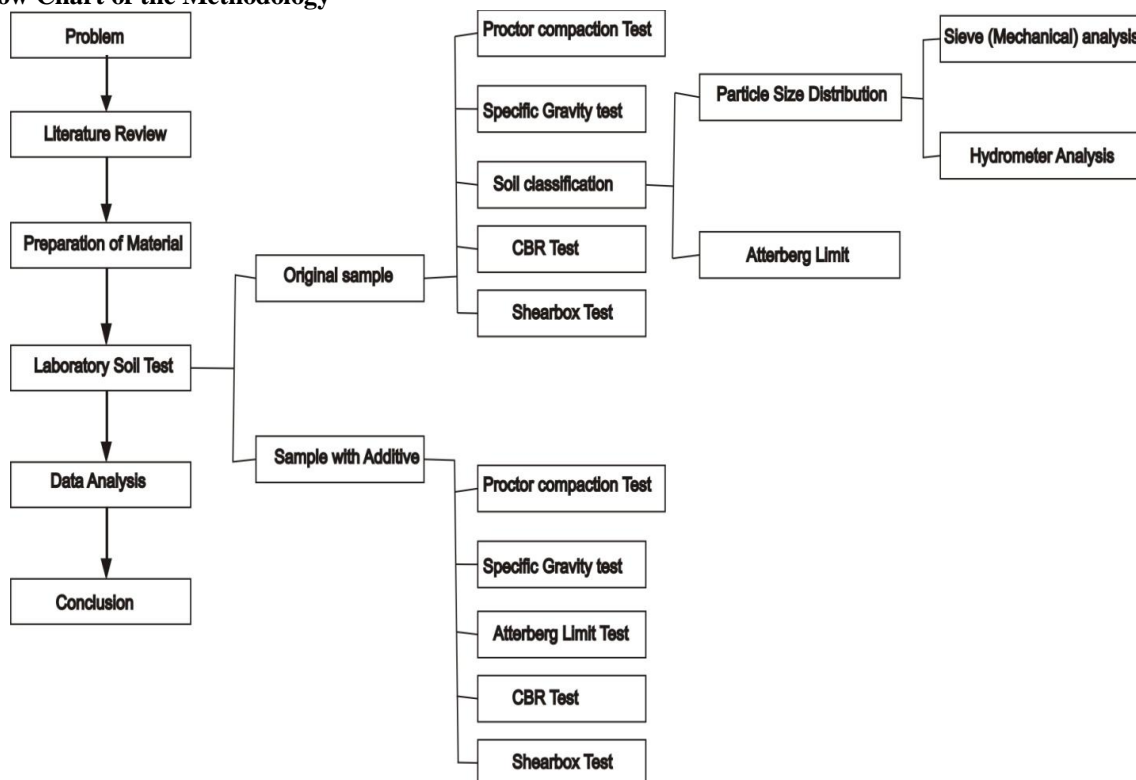 ow Chart of the Methodology
Problem
Literature Review
Preparation of Material
Laboratory Soil Test
Data Analysis
Conclusion
Original sample
Sample with Additive
Proctor compaction Test
Specific Gravity test
Soil classification
CBR Test
Shearbox Test
Particle Size Distribution
Atterberg Limit
Sieve (Mechanical) analysis
Hydrometer Analysis
Proctor compaction Test
Specific Gravity test
Atterberg Limit Test
CBR Test
Shearbox Test